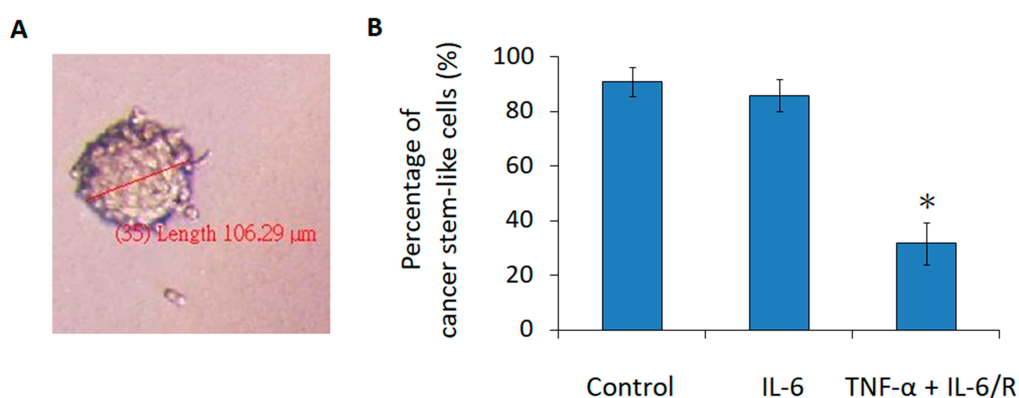 A
(35) Length 106.29 µm
B
Percentage of
cancer stem-like cells (%)
100
80
60
40
20
0
*
Control
IL-6
TNF-α + IL-6/R